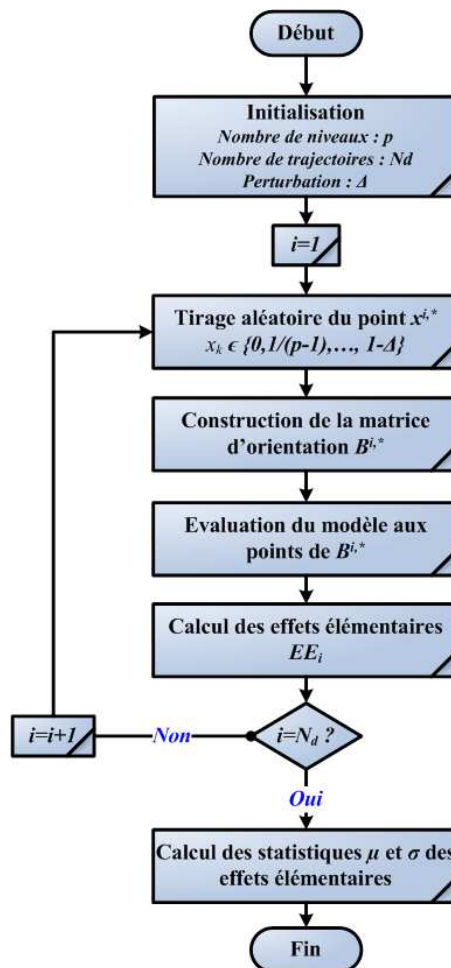 Début
Initialisation
Nombre de niveaux : p
Nombre de trajectoires : Nd
Perturbation : Δ
i=1
Tirage aléatoire du point x^{i,*}
x_k ϵ {0,1/(p-1),…, 1-Δ}
Construction de la matrice
d’orientation B^{i,*}
Evaluation du modèle aux
points de B^{i,*}
Calcul des effets élémentaires
EE_i
i=i+1
Non
i=N_d ?
Oui
Calcul des statistiques μ et σ des
effets élémentaires
Fin